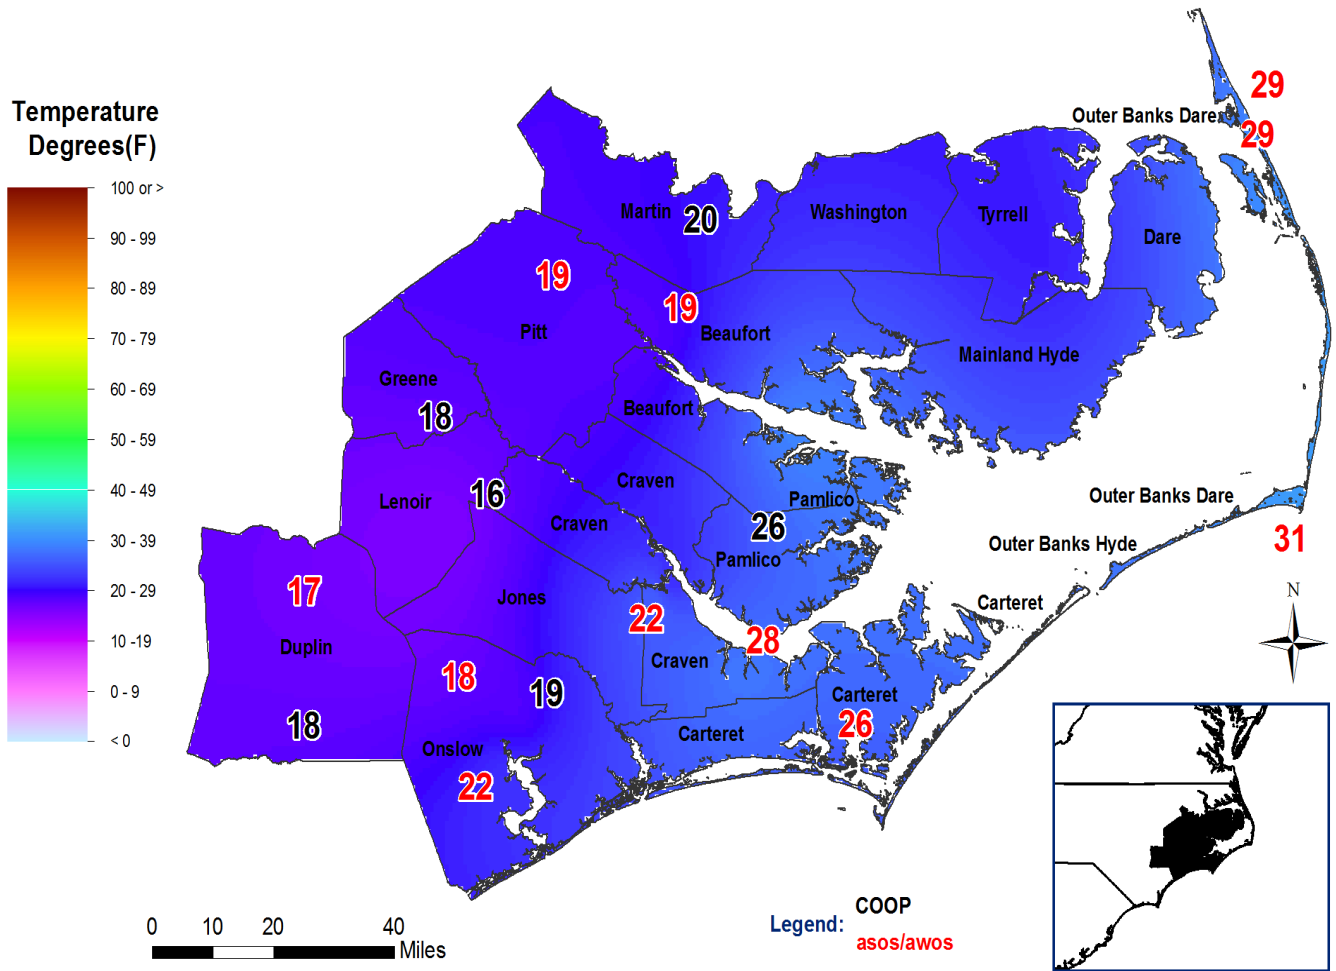 Temperature
Degrees(F)
100 or >
90 - 99
80 - 89
70 - 79
60 - 69
50 - 59
40 - 49
30 - 39
20 - 29
10 -19
0 - 9
< 0
29
Outer Banks Dare
29
Martin
20
Washington
Tyrrell
Dare
19
19
Pitt
Beaufort
Mainland Hyde
Greene
18
Beaufort
Lenoir
16
Craven
Craven
Pamlico
26
Pamlico
Outer Banks Dare
31
Outer Banks Hyde
17
Jones
22
Carteret
28
Duplin
18
Craven
19
Carteret
26
18
Carteret
Onslow
22
N
0 10 20 40
Miles
Legend:
COOP
asos/awos